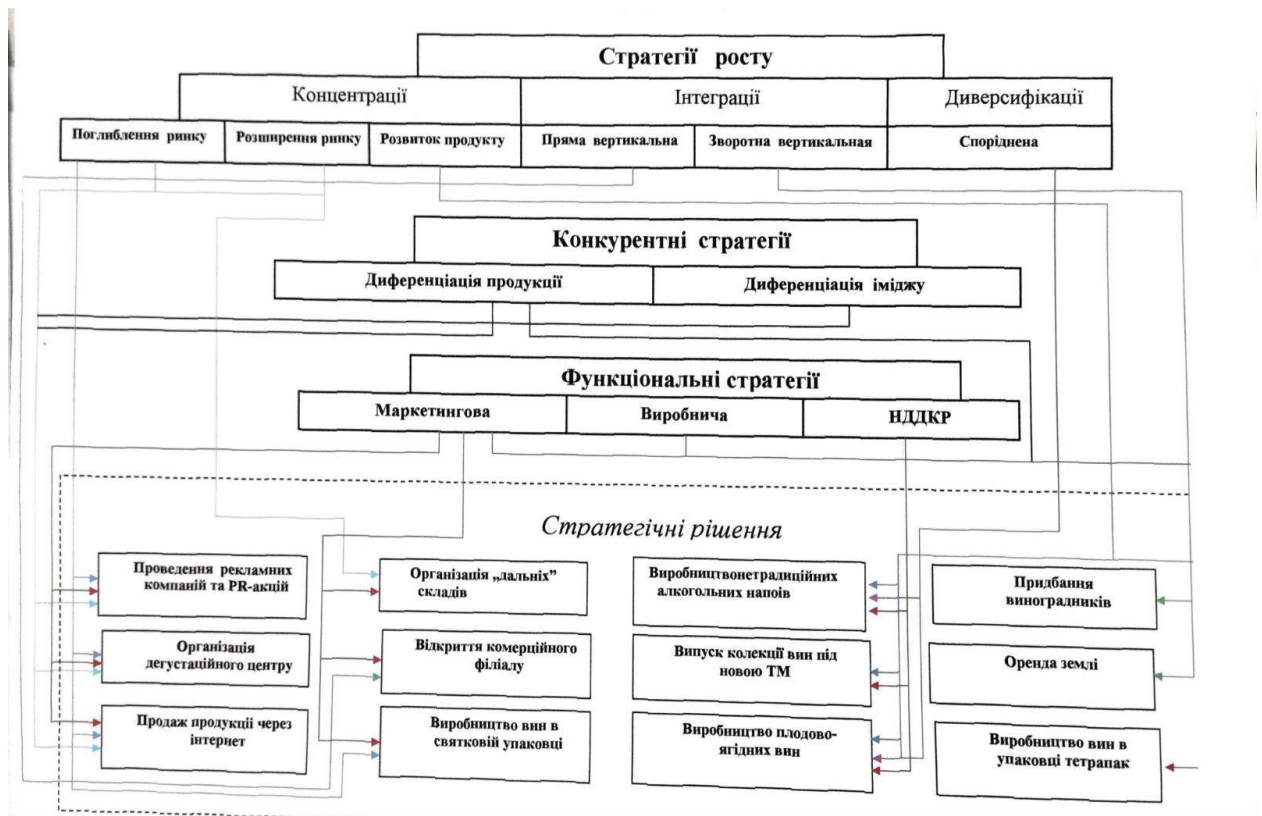 Стратегії росту
Концентрації
Інтеграції
Диверсифікації
Поглиблення ринку
Розширення ринку
Розвиток продукту
Пряма вертикальна
Зворотна вертикальная
Споріднена
Конкурентні стратегії
Диференціація продукції
Диференціація іміджу
Функціональні стратегії
Маркетингова
Виробнича
НДДКР
Стратегічні рішення
Проведення рекламних
компаній та PR-акцій
Організація „дальніх”
складів
Виробництвонетрадиційних
алкогольних напоїв
Придбання
виноградників
Організація
дегустаційного центру
Відкриття комерційного
філіалу
Випуск колекції вин під
новою ТМ
Оренда землі
Продаж продукції через
інтернет
Виробництво вин в
святковій упаковці
Виробництво плодово-
ягідних вин
Виробництво вин в
упаковці тетрапак